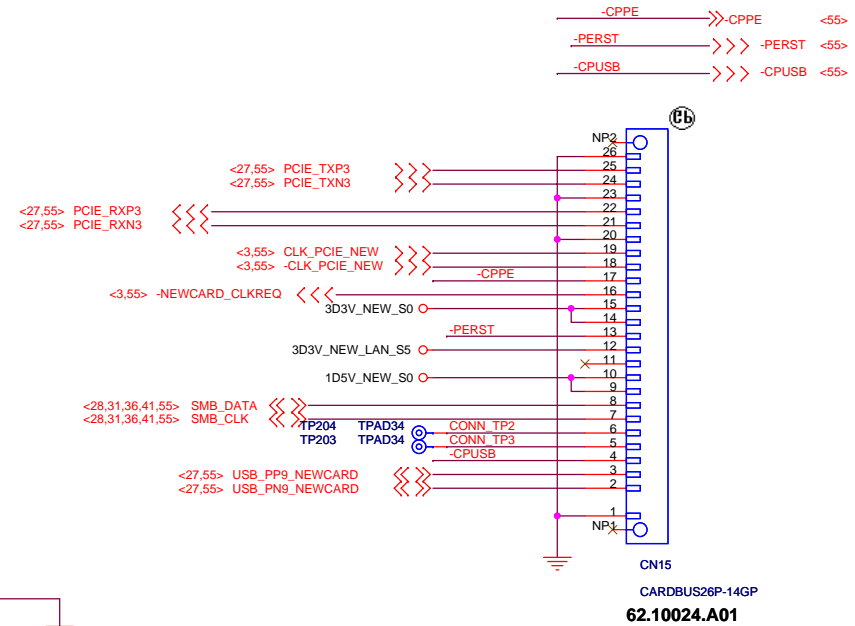 -CPPE -CPPE <55>
-PERST -PERST <55>
-CPUSB -CPUSB <55>
NP2
26
<27,55> PCIE_TXP3 25
<27,55> PCIE_TXN3 24
23
<27,55> PCIE_RXP3 22
<27,55> PCIE_RXN3 21
20
<3,55> CLK_PCIE_NEW 19
<3,55> -CLK_PCIE_NEW 18
-CPPE 17
<3,55> -NEWCARD_CLKREQ 16
3D3V_NEW_S0 15
14
-PERST 13
3D3V_NEW_LAN_S5 12
11
1D5V_NEW_S0 10
9
<28,31,36,41,55> SMB_DATA 8
<28,31,36,41,55> SMB_CLK 7
TP204 TPAD34 CONN_TP2 6
TP203 TPAD34 CONN_TP3 5
-CPUSB 4
<27,55> USB_PP9_NEWCARD 3
<27,55> USB_PN9_NEWCARD 2
1
NP1
CN15
CARDBUS26P-14GP
62.10024.A01